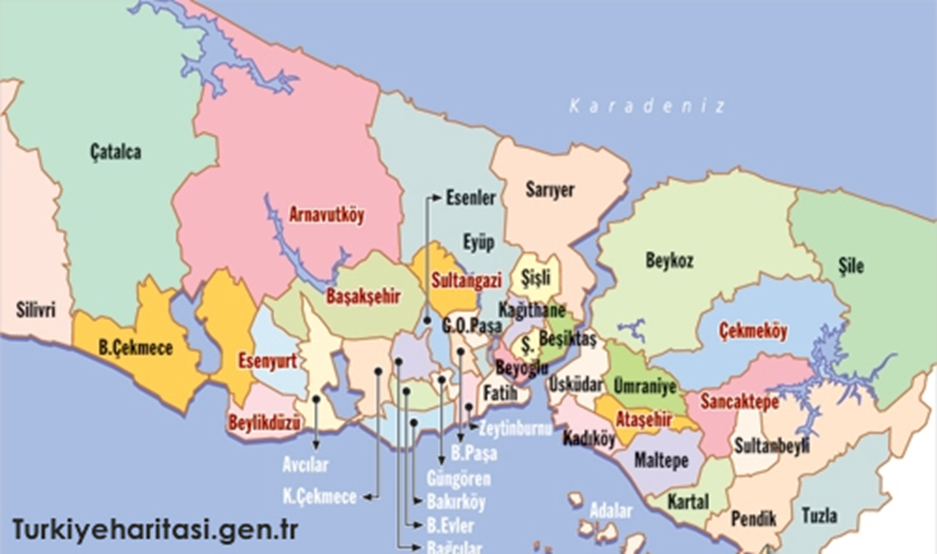 Karadeniz
Çatalca
Sarıyer
Esenler
Arnavutköy
Eyüp
Beykoz
Şile
Şişli
Sultangazi
Başakşehir
Silivri
Kağıthane
G.O.Paşa
Çekmeköy
Beşiktaş
Ş.
B.Çekmece
Esenyurt
Beyoğlu
Üsküdar
Ümraniye
Fatih
Sancaktepe
Beylikdüzü
Ataşehir
Zeytinburnu
Kadıköy
Sultanbeyli
B.Paşa
Maltepe
Avcılar
Güngören
K.Çekmece
Bakırköy
Kartal
Adalar
Pendik
Tuzla
B.Evler
Bağcılar
Turkiyeharitasi.gen.tr